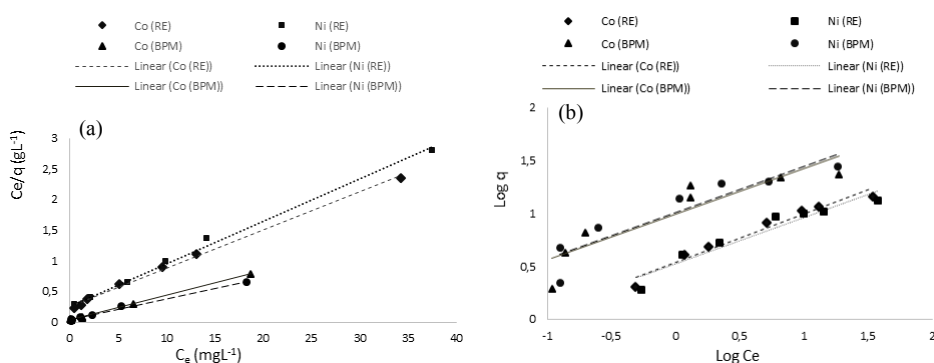 Co (RE) Ni (RE)
Co (BPM) Ni (BPM)
Linear (Co (RE)) Linear (Ni (RE))
Linear (Co (BPM)) Linear (Ni (BPM))
(a)
Ce/q (gL-1)
3
2,5
2
1,5
1
0,5
0
0 5 10 15 20 25 30 35 40
Ce (mgL-1)
Co (RE) Ni (RE)
Co (BPM) Ni (BPM)
Linear (Co (RE)) Linear (Ni (RE))
Linear (Co (BPM)) Linear (Ni (BPM))
(b)
Log q
2
1,5
1
0,5
0
-1 -0,5 0 0,5 1 1,5 2
Log Ce